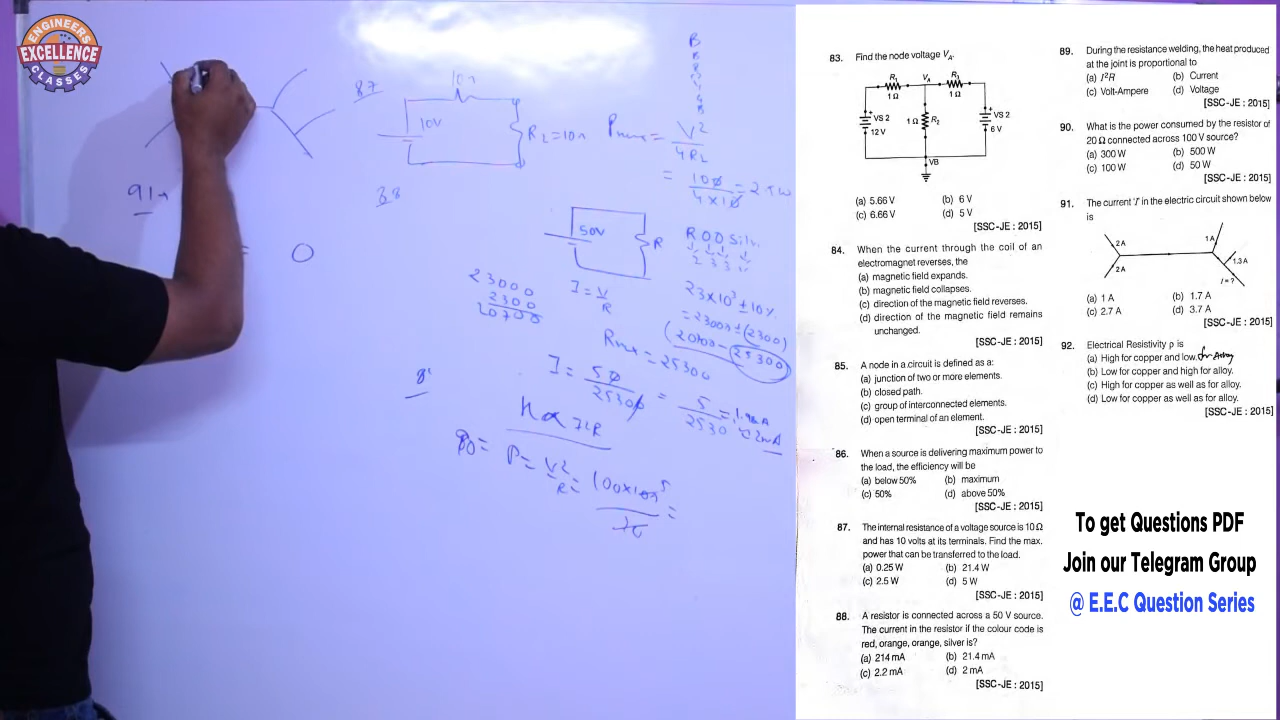 ENGINEERS
EXCELLENCE
CLASSES
87
10Ω
10V
R_L=10Ω
Pmax = V²
4R_L
= 100
4×10
88
50V
R
I = V
R
ROO Silv.
2 3 3
23×10³ ± 10%
= 23000 ± (2300)
(20700 – 25300)
23000
2300
20700
Rmax = 25300
I = 50
25300
= 5
2530
H ∝ I²R
90 =
P = V²
R
=
91→
= 0
B
B
R
83. Find the node voltage V_A.
R₁
V_A
R₃
1 Ω
1 Ω
VS 2
12 V
1 Ω
R₂
VS 2
6 V
VB
(a) 5.66 V (b) 6 V
(c) 6.66 V (d) 5 V
[SSC-JE : 2015]
84. When the current through the coil of an
electromagnet reverses, the
(a) magnetic field expands.
(b) magnetic field collapses.
(c) direction of the magnetic field reverses.
(d) direction of the magnetic field remains
unchanged.
[SSC-JE : 2015]
85. A node in a circuit is defined as a:
(a) junction of two or more elements.
(b) closed path.
(c) group of interconnected elements.
(d) open terminal of an element.
[SSC-JE : 2015]
86. When a source is delivering maximum power to
the load, the efficiency will be
(a) below 50% (b) maximum
(c) 50% (d) above 50%
[SSC-JE : 2015]
87. The internal resistance of a voltage source is 10 Ω
and has 10 volts at its terminals. Find the max.
power that can be transferred to the load.
(a) 0.25 W (b) 21.4 W
(c) 2.5 W (d) 5 W
[SSC-JE : 2015]
88. A resistor is connected across a 50 V source.
The current in the resistor if the colour code is
red, orange, orange, silver is?
(a) 214 mA (b) 21.4 mA
(c) 2.2 mA (d) 2 mA
[SSC-JE : 2015]
89. During the resistance welding, the heat produced
at the joint is proportional to
(a) I²R (b) Current
(c) Volt-Ampere (d) Voltage
[SSC-JE : 2015]
90. What is the power consumed by the resistor of
20 Ω connected across 100 V source?
(a) 300 W (b) 500 W
(c) 100 W (d) 50 W
[SSC-JE : 2015]
91. The current 'I' in the electric circuit shown below
is
2 A
1 A
2 A
1.3 A
I = ?
(a) 1 A (b) 1.7 A
(c) 2.7 A (d) 3.7 A
[SSC-JE : 2015]
92. Electrical Resistivity ρ is
(a) High for copper and low for Alloy
(b) Low for copper and high for alloy.
(c) High for copper as well as for alloy.
(d) Low for copper as well as for alloy.
[SSC-JE : 2015]
To get Questions PDF
Join our Telegram Group
@ E.E.C Question Series